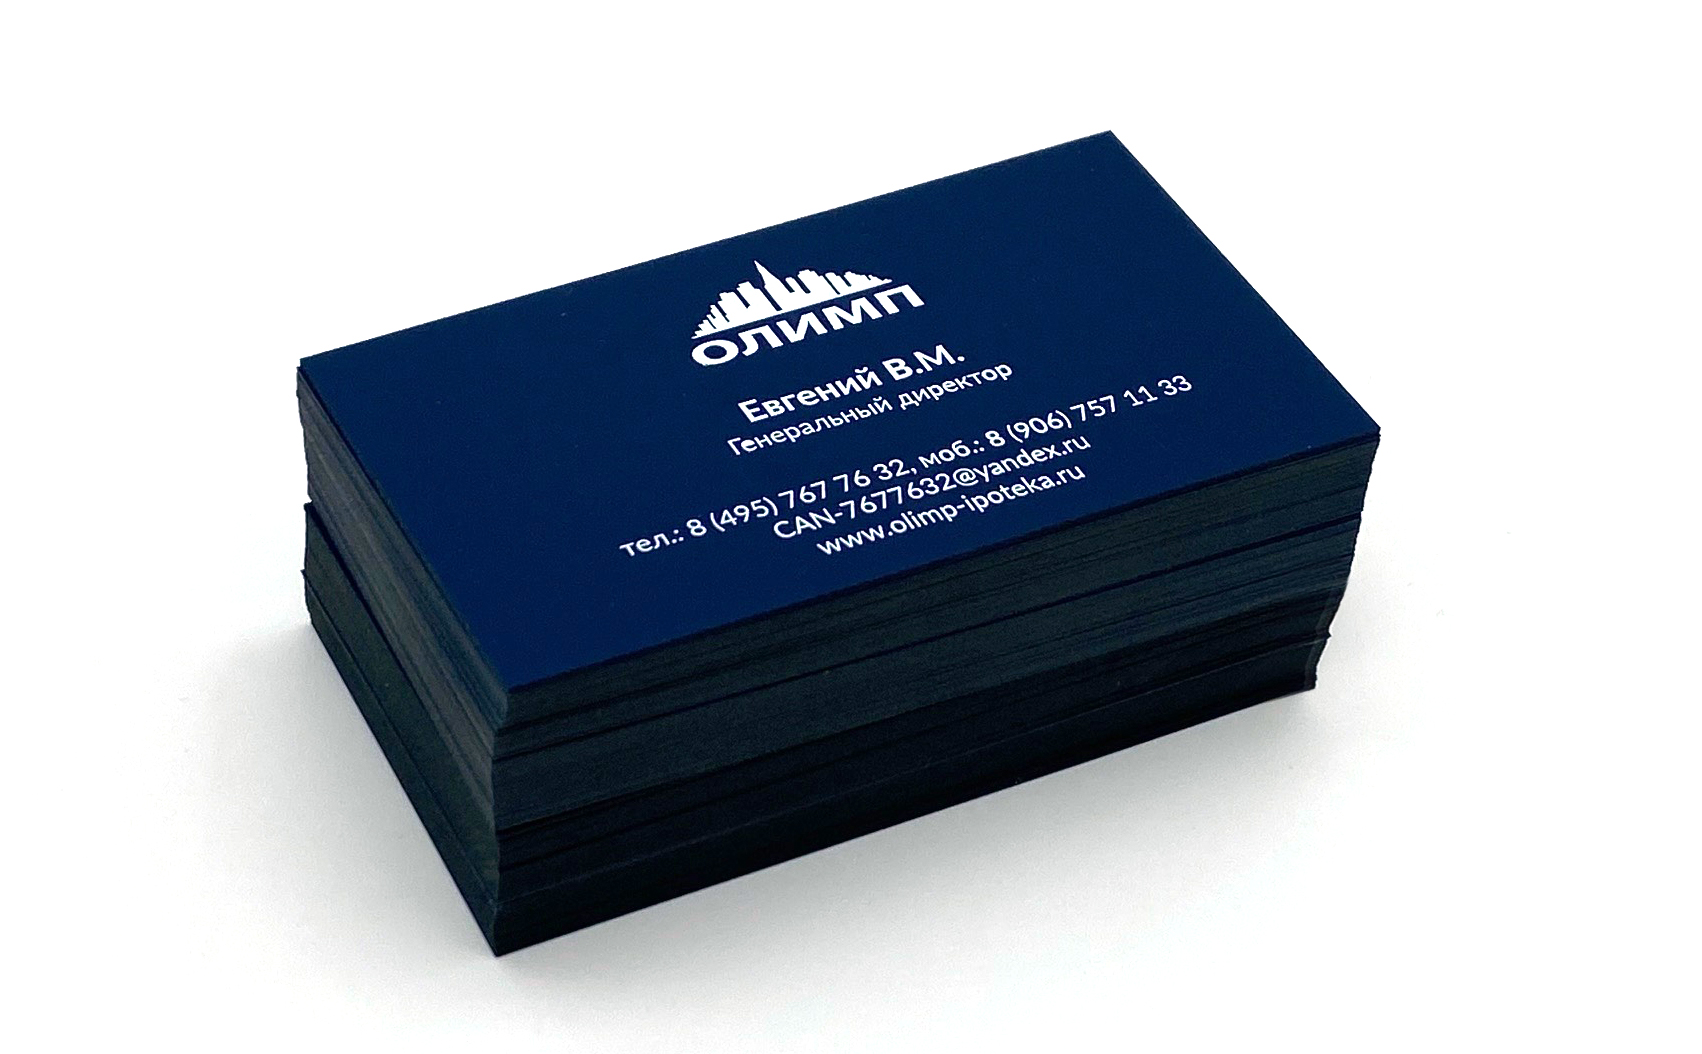 ОЛИМП
Евгений В.М.
Генеральный директор
тел.: 8 (495) 767 76 32, моб.: 8 (906) 757 11 33
CAN-7677632@yandex.ru
www.olimp-ipoteka.ru